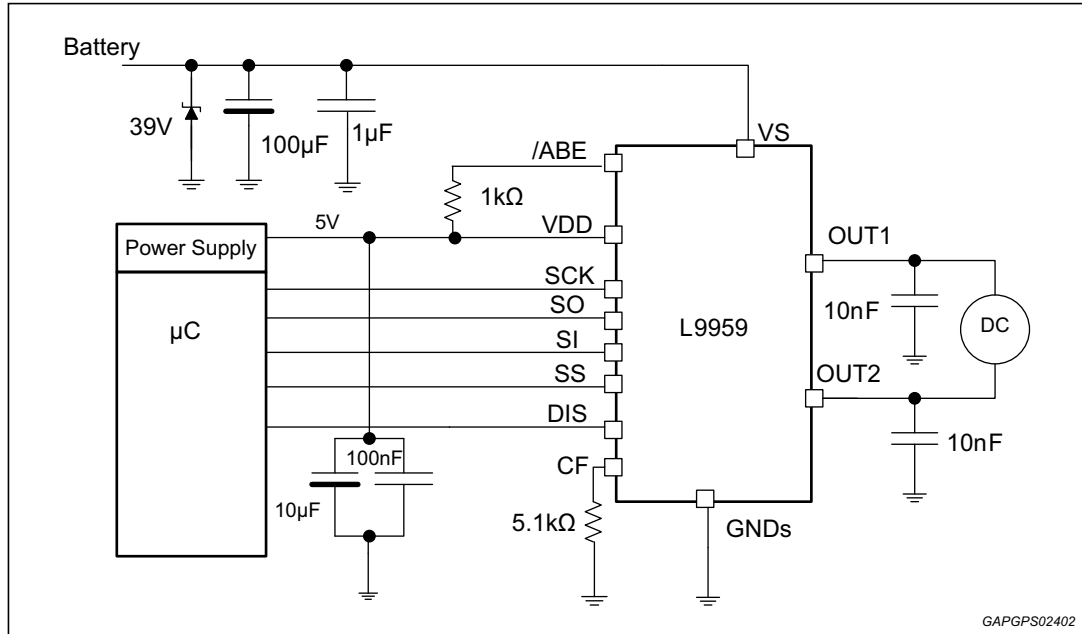 Battery
39V
100µF
1µF
/ABE
VS
1kΩ
5V
VDD
Power Supply
OUT1
SCK
SO
10nF
DC
µC
L9959
SI
SS
OUT2
DIS
100nF
10nF
CF
10µF
5.1kΩ
GNDs
GAPGPS02402